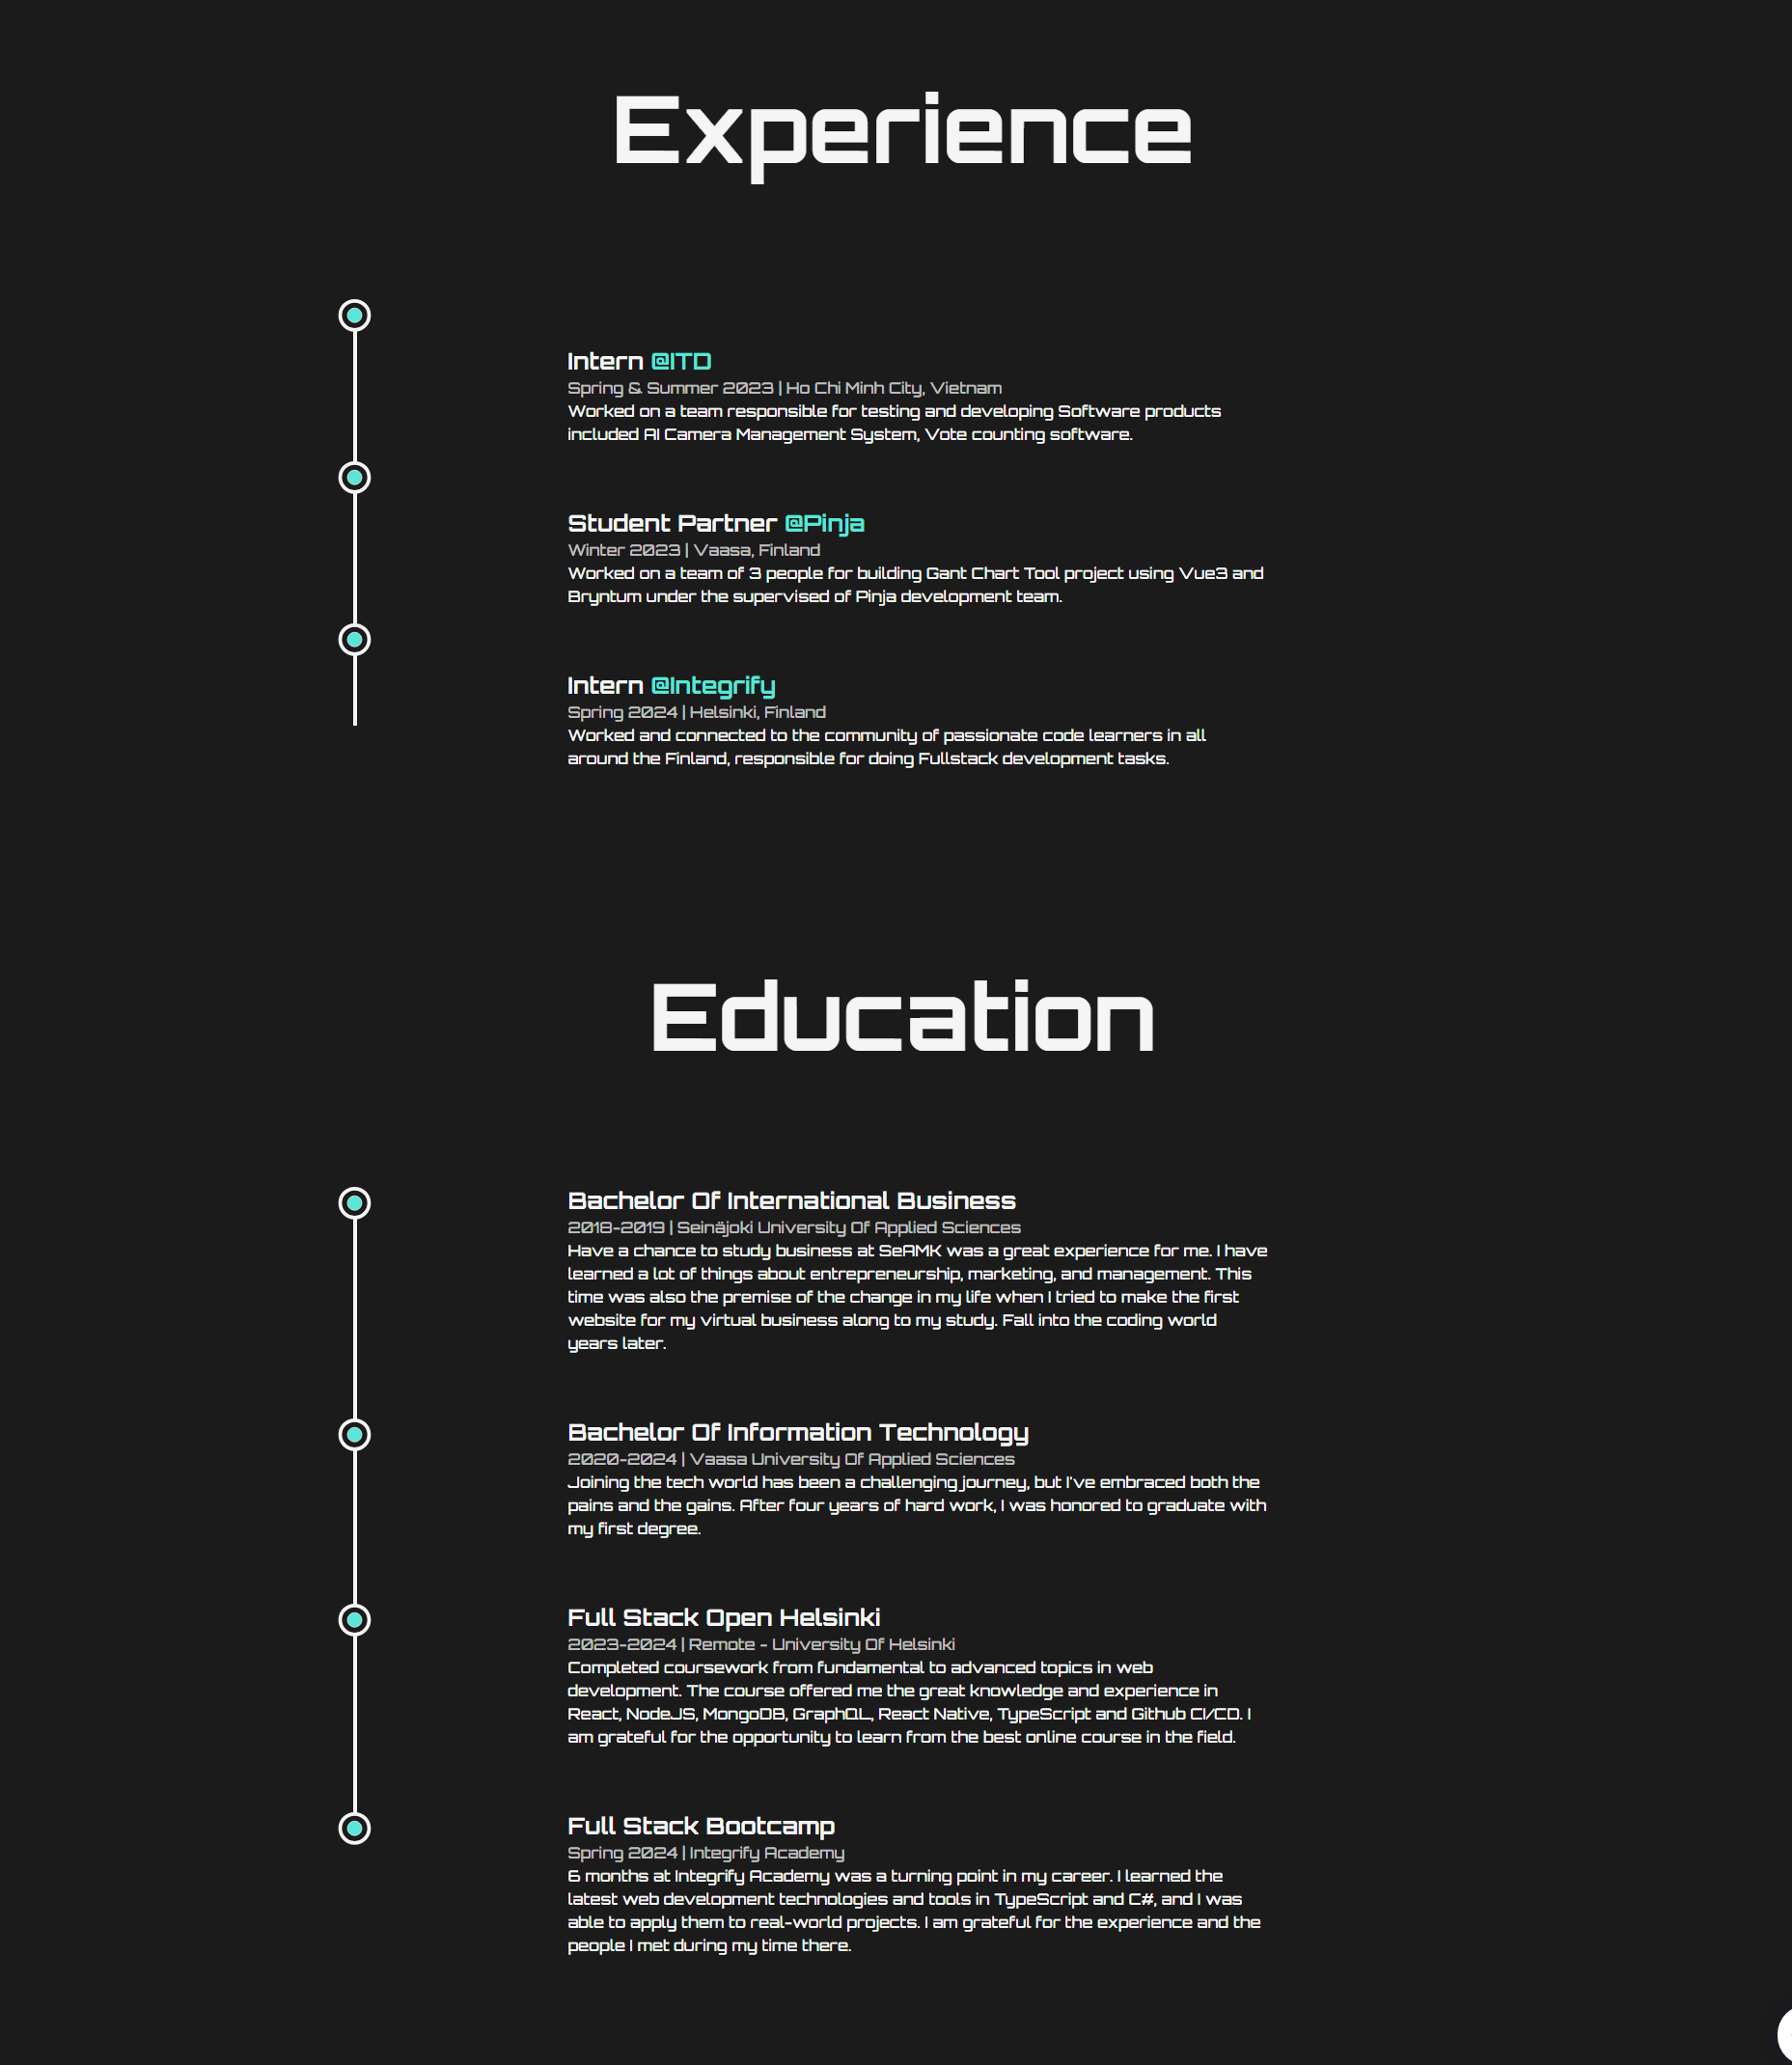 Experience
Intern @ITD
Spring & Summer 2023 | Ho Chi Minh City, Vietnam
Worked on a team responsible for testing and developing Software products
included AI Camera Management System, Vote counting software.
Student Partner @Pinja
Winter 2023 | Vaasa, Finland
Worked on a team of 3 people for building Gant Chart Tool project using Vue3 and
Bryntum under the supervised of Pinja development team.
Intern @Integrify
Spring 2024 | Helsinki, Finland
Worked and connected to the community of passionate code learners in all
around the Finland, responsible for doing Fullstack development tasks.
Education
Bachelor Of International Business
2018-2019 | Seinäjoki University Of Applied Sciences
Have a chance to study business at SeAMK was a great experience for me. I have
learned a lot of things about entrepreneurship, marketing, and management. This
time was also the premise of the change in my life when I tried to make the first
website for my virtual business along to my study. Fall into the coding world
years later.
Bachelor Of Information Technology
2020-2024 | Vaasa University Of Applied Sciences
Joining the tech world has been a challenging journey, but I've embraced both the
pains and the gains. After four years of hard work, I was honored to graduate with
my first degree.
Full Stack Open Helsinki
2023-2024 | Remote - University Of Helsinki
Completed coursework from fundamental to advanced topics in web
development. The course offered me the great knowledge and experience in
React, NodeJS, MongoDB, GraphQL, React Native, TypeScript and Github CI/CD. I
am grateful for the opportunity to learn from the best online course in the field.
Full Stack Bootcamp
Spring 2024 | Integrify Academy
6 months at Integrify Academy was a turning point in my career. I learned the
latest web development technologies and tools in TypeScript and C#, and I was
able to apply them to real-world projects. I am grateful for the experience and the
people I met during my time there.